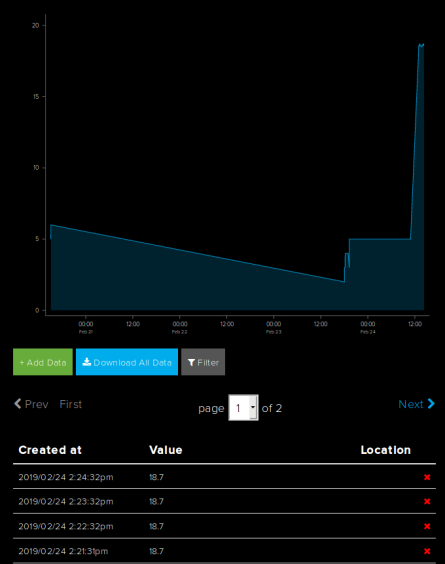 20
15
10
5
0
00:00 12:00 00:00 12:00 00:00 12:00 00:00 12:00
Feb 21 Feb 22 Feb 23 Feb 24
+ Add Data Download All Data Filter
Prev First page 1 of 2 Next
Created at Value Location
2019/02/24 2:24:32pm 18.7
2019/02/24 2:23:32pm 18.7
2019/02/24 2:22:32pm 18.7
2019/02/24 2:21:31pm 18.7